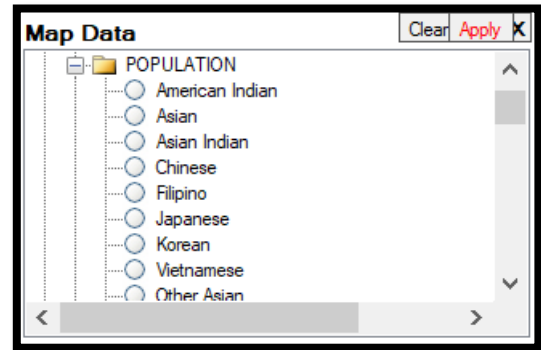 Map Data Clear Apply X
POPULATION
American Indian
Asian
Asian Indian
Chinese
Filipino
Japanese
Korean
Vietnamese
Other Asian